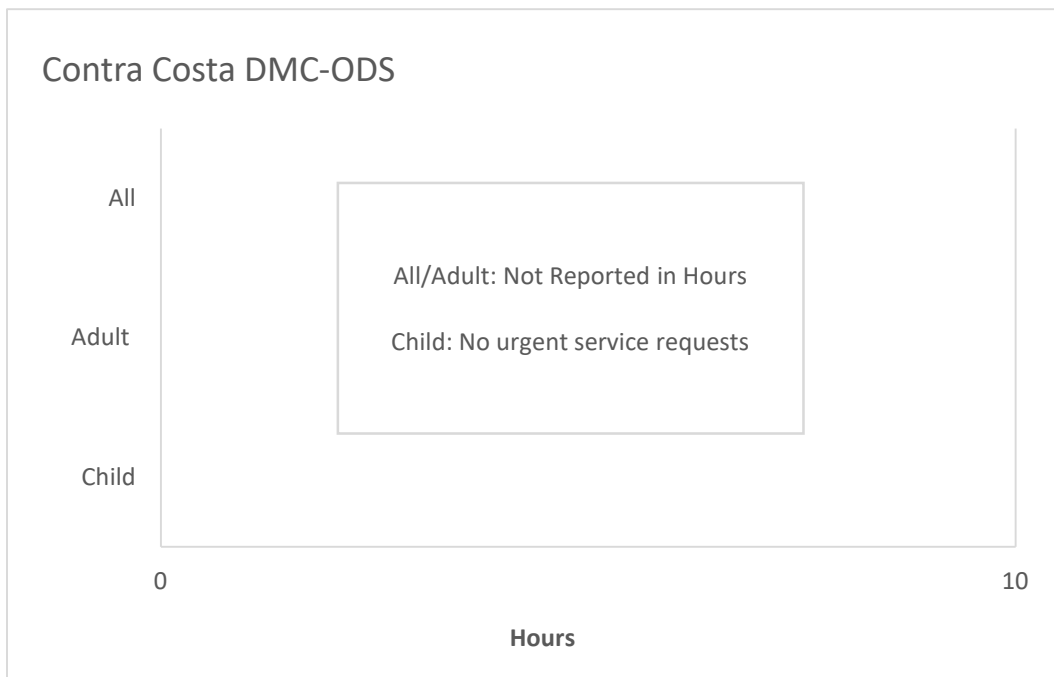 Contra Costa DMC-ODS
All
All/Adult: Not Reported in Hours
Adult
Child: No urgent service requests
Child
0
10
Hours